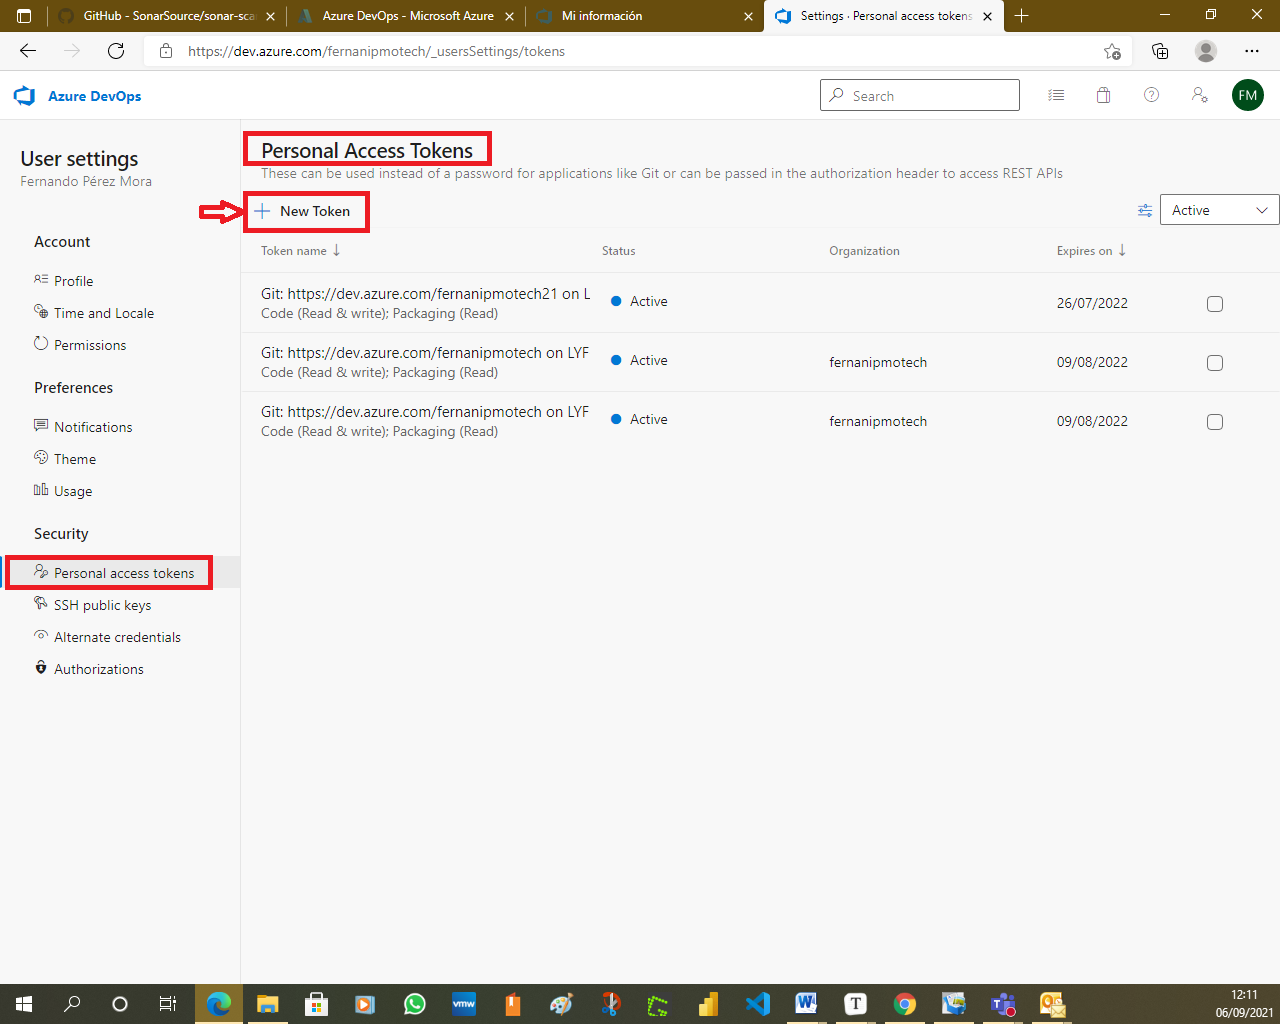 GitHub - SonarSource/sonar-sca
Azure DevOps - Microsoft Azure
Mi información
Settings · Personal access tokens
https://dev.azure.com/fernanipmotech/_usersSettings/tokens
Azure DevOps
Search
FM
User settings
Fernando Pérez Mora
Account
Profile
Time and Locale
Permissions
Preferences
Notifications
Theme
Usage
Security
Personal access tokens
SSH public keys
Alternate credentials
Authorizations
Personal Access Tokens
These can be used instead of a password for applications like Git or can be passed in the authorization header to access REST APIs
New Token
Active
Token name Status Organization Expires on
Git: https://dev.azure.com/fernanipmotech21 on L Active 26/07/2022
Code (Read & write); Packaging (Read)
Git: https://dev.azure.com/fernanipmotech on LYF Active fernanipmotech 09/08/2022
Code (Read & write); Packaging (Read)
Git: https://dev.azure.com/fernanipmotech on LYF Active fernanipmotech 09/08/2022
Code (Read & write); Packaging (Read)
vmw
W
T
12:11
06/09/2021